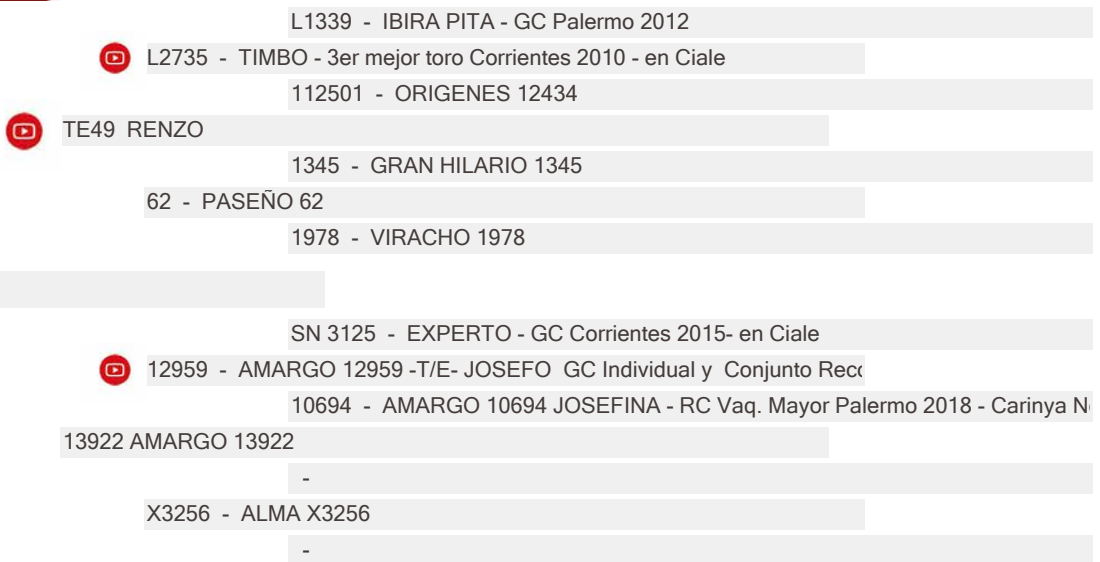 L1339 - IBIRA PITA - GC Palermo 2012
L2735 - TIMBO - 3er mejor toro Corrientes 2010 - en Ciale
112501 - ORIGENES 12434
TE49 RENZO
1345 - GRAN HILARIO 1345
62 - PASEÑO 62
1978 - VIRACHO 1978
SN 3125 - EXPERTO - GC Corrientes 2015- en Ciale
12959 - AMARGO 12959 -T/E- JOSEFO GC Individual y Conjunto
10694 - AMARGO 10694 JOSEFINA - RC Vaq. Mayor Palermo 2018 - Carinya
13922 AMARGO 13922
-
X3256 - ALMA X3256
-